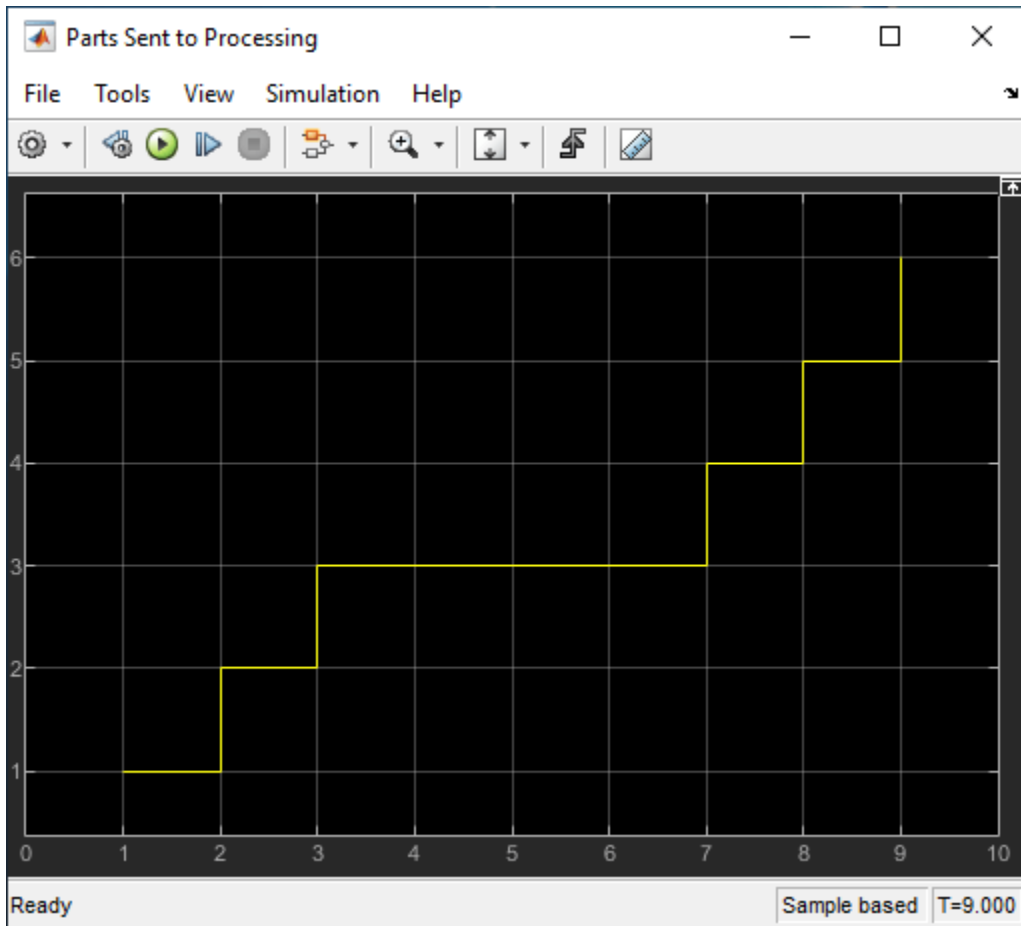 Parts Sent to Processing
File Tools View Simulation Help
6
5
4
3
2
1
0 1 2 3 4 5 6 7 8 9 10
Ready Sample based T=9.000